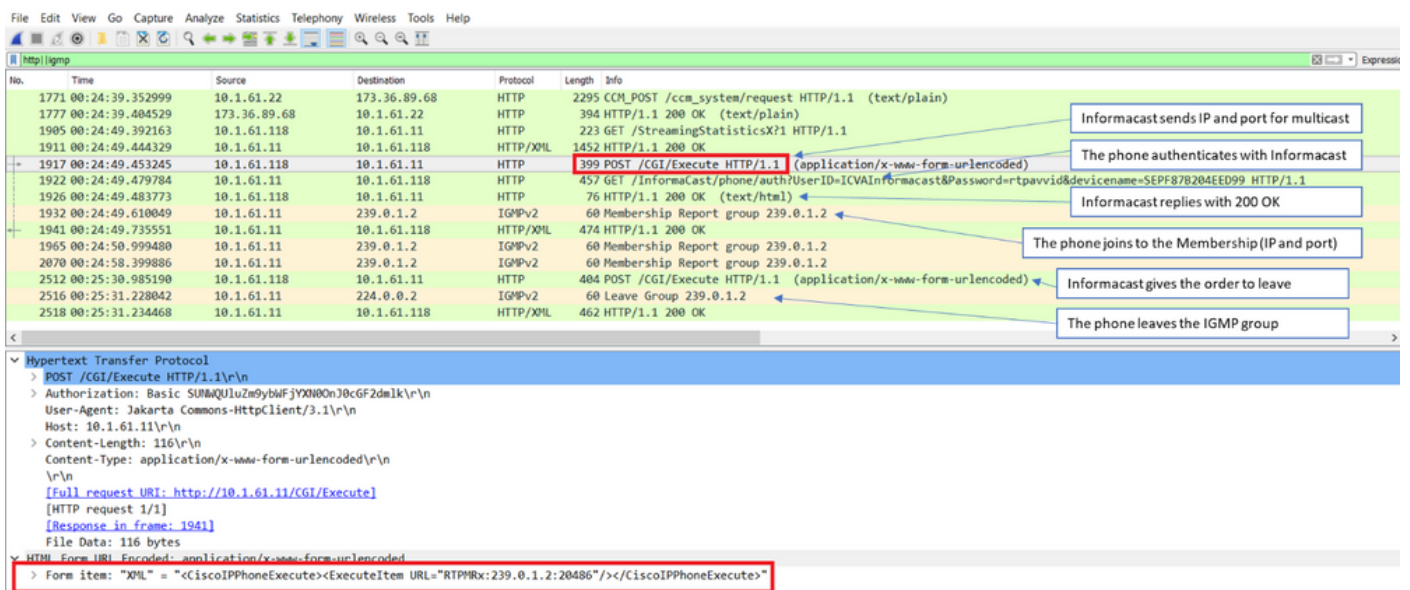 File Edit View Go Capture Analyze Statistics Telephony Wireless Tools Help
http||igmp
Expressio
No. Time Source Destination Protocol Length Info
1771 00:24:39.352999 10.1.61.22 173.36.89.68 HTTP 2295 CCM_POST /ccm_system/request HTTP/1.1 (text/plain)
1777 00:24:39.404529 173.36.89.68 10.1.61.22 HTTP 394 HTTP/1.1 200 OK (text/plain)
Informacast sends IP and port for multicast
1905 00:24:49.392163 10.1.61.118 10.1.61.11 HTTP 223 GET /StreamingStatisticsX?1 HTTP/1.1
1911 00:24:49.444329 10.1.61.11 10.1.61.118 HTTP/XML 1452 HTTP/1.1 200 OK
The phone authenticates with Informacast
1917 00:24:49.453245 10.1.61.118 10.1.61.11 HTTP 399 POST /CGI/Execute HTTP/1.1 (application/x-www-form-urlencoded)
1922 00:24:49.479784 10.1.61.11 10.1.61.118 HTTP 457 GET /InformaCast/phone/auth?UserID=ICVAInformacast&Password=rtpavvid&devicename=SEPF87B204EED99 HTTP/1.1
1926 00:24:49.483773 10.1.61.118 10.1.61.11 HTTP 76 HTTP/1.1 200 OK (text/html)
Informacast replies with 200 OK
1932 00:24:49.610049 10.1.61.11 239.0.1.2 IGMPv2 60 Membership Report group 239.0.1.2
1941 00:24:49.735551 10.1.61.11 10.1.61.118 HTTP/XML 474 HTTP/1.1 200 OK
The phone joins to the Membership (IP and port)
1965 00:24:50.999480 10.1.61.11 239.0.1.2 IGMPv2 60 Membership Report group 239.0.1.2
2070 00:24:58.399886 10.1.61.11 239.0.1.2 IGMPv2 60 Membership Report group 239.0.1.2
2512 00:25:30.985190 10.1.61.118 10.1.61.11 HTTP 404 POST /CGI/Execute HTTP/1.1 (application/x-www-form-urlencoded)
Informacast gives the order to leave
2516 00:25:31.228042 10.1.61.11 224.0.0.2 IGMPv2 60 Leave Group 239.0.1.2
2518 00:25:31.234468 10.1.61.11 10.1.61.118 HTTP/XML 462 HTTP/1.1 200 OK
The phone leaves the IGMP group
Hypertext Transfer Protocol
POST /CGI/Execute HTTP/1.1\r\n
Authorization: Basic SUNWQUluZm9ybWFjYXN0OnJ0cGF2dmlk\r\n
User-Agent: Jakarta Commons-HttpClient/3.1\r\n
Host: 10.1.61.11\r\n
Content-Length: 116\r\n
Content-Type: application/x-www-form-urlencoded\r\n
\r\n
[Full request URI: http://10.1.61.11/CGI/Execute]
[HTTP request 1/1]
[Response in frame: 1941]
File Data: 116 bytes
HTML Form URL Encoded: application/x-www-form-urlencoded
Form item: "XML" = "<CiscoIPPhoneExecute><ExecuteItem URL="RTPMRx:239.0.1.2:20486"/></CiscoIPPhoneExecute>"